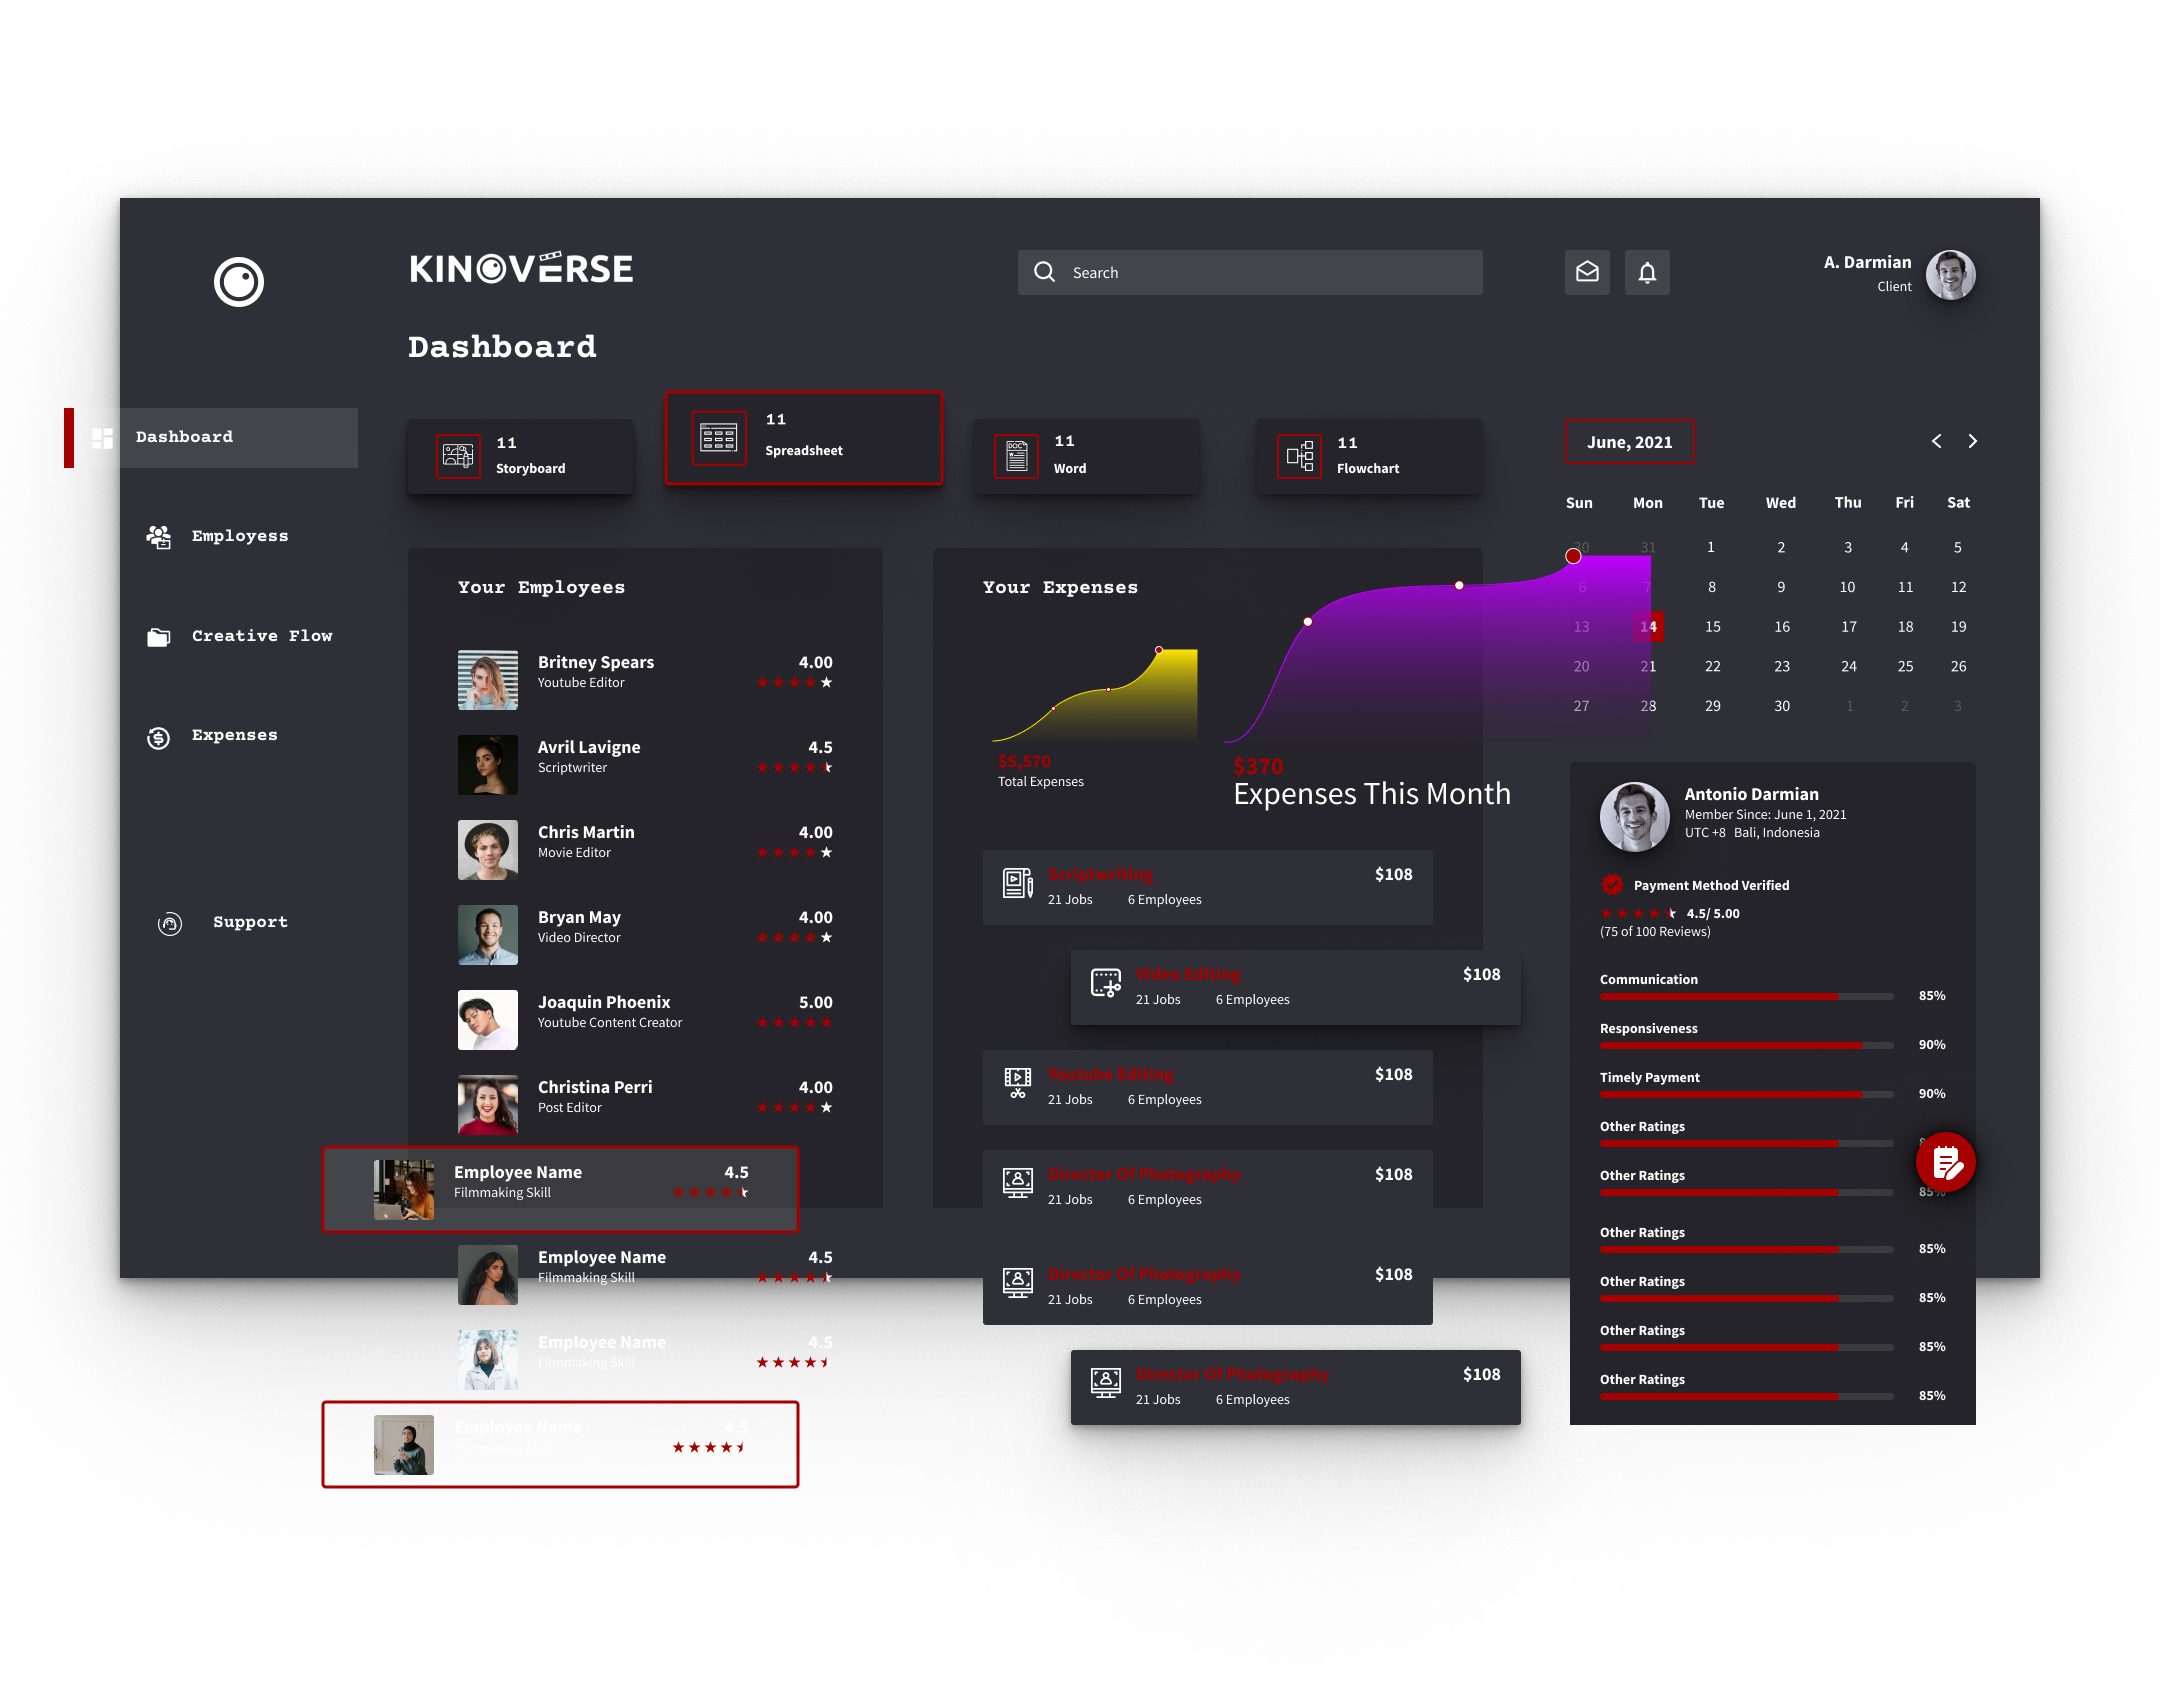 KINOVERSE
Search
A. Darmian
Client
Dashboard
Dashboard
Employess
Creative Flow
Expenses
Support
11
Storyboard
11
Spreadsheet
11
Word
11
Flowchart
Your Employees
Britney Spears 4.00
Youtube Editor
Avril Lavigne 4.5
Scriptwriter
Chris Martin 4.00
Movie Editor
Bryan May 4.00
Video Director
Joaquin Phoenix 5.00
Youtube Content Creator
Christina Perri 4.00
Post Editor
Employee Name 4.5
Filmmaking Skill
Employee Name 4.5
Filmmaking Skill
Employee Name 4.5
Filmmaking Skill
Employee Name 4.5
Your Expenses
$5,570
Total Expenses
$370
Expenses This Month
Scriptwriting $108
21 Jobs 6 Employees
Video Editing $108
21 Jobs 6 Employees
Youtube Editing $108
21 Jobs 6 Employees
Director Of Photography $108
21 Jobs 6 Employees
Director Of Photography $108
21 Jobs 6 Employees
Director Of Photography $108
21 Jobs 6 Employees
June, 2021
Sun Mon Tue Wed Thu Fri Sat
30 31 1 2 3 4 5
6 7 8 9 10 11 12
13 14 15 16 17 18 19
20 21 22 23 24 25 26
27 28 29 30 1 2 3
Antonio Darmian
Member Since: June 1, 2021
UTC +8 Bali, Indonesia
Payment Method Verified
4.5/ 5.00
(75 of 100 Reviews)
Communication
85%
Responsiveness
90%
Timely Payment
90%
Other Ratings
Other Ratings
85%
Other Ratings
85%
Other Ratings
85%
Other Ratings
85%
Other Ratings
85%